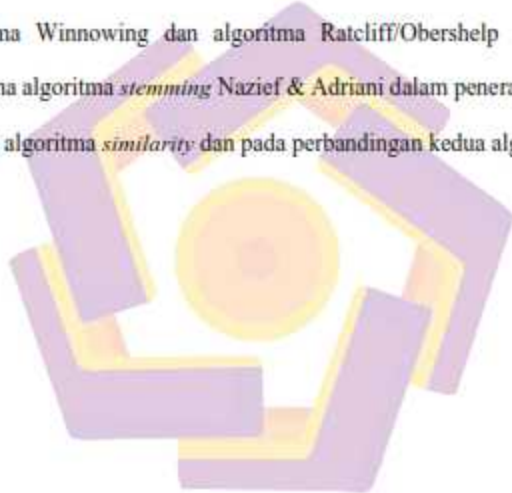 ma Winnowing dan algoritma Ratcliff/Obershelp
na algoritma stemming Nazief & Adriani dalam penera
algoritma similarity dan pada perbandingan kedua alg